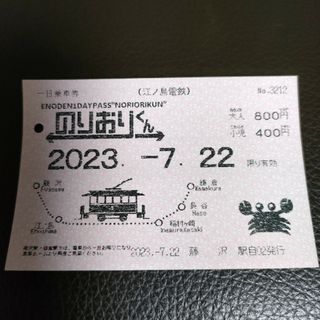 一日乗車券 (江ノ島電鉄) No.3212
ENODEN1DAYPASS"NORIORIKUN"
のりおりくん
大人 800円
小児 400円
2023.-7.22 限り有効
藤沢
Fujisawa
鎌倉
Kamakura
長谷
Hase
江ノ島
Enoshima
稲村ヶ崎
Inamuragasaki
2023.-7.22 藤沢 駅自02発行